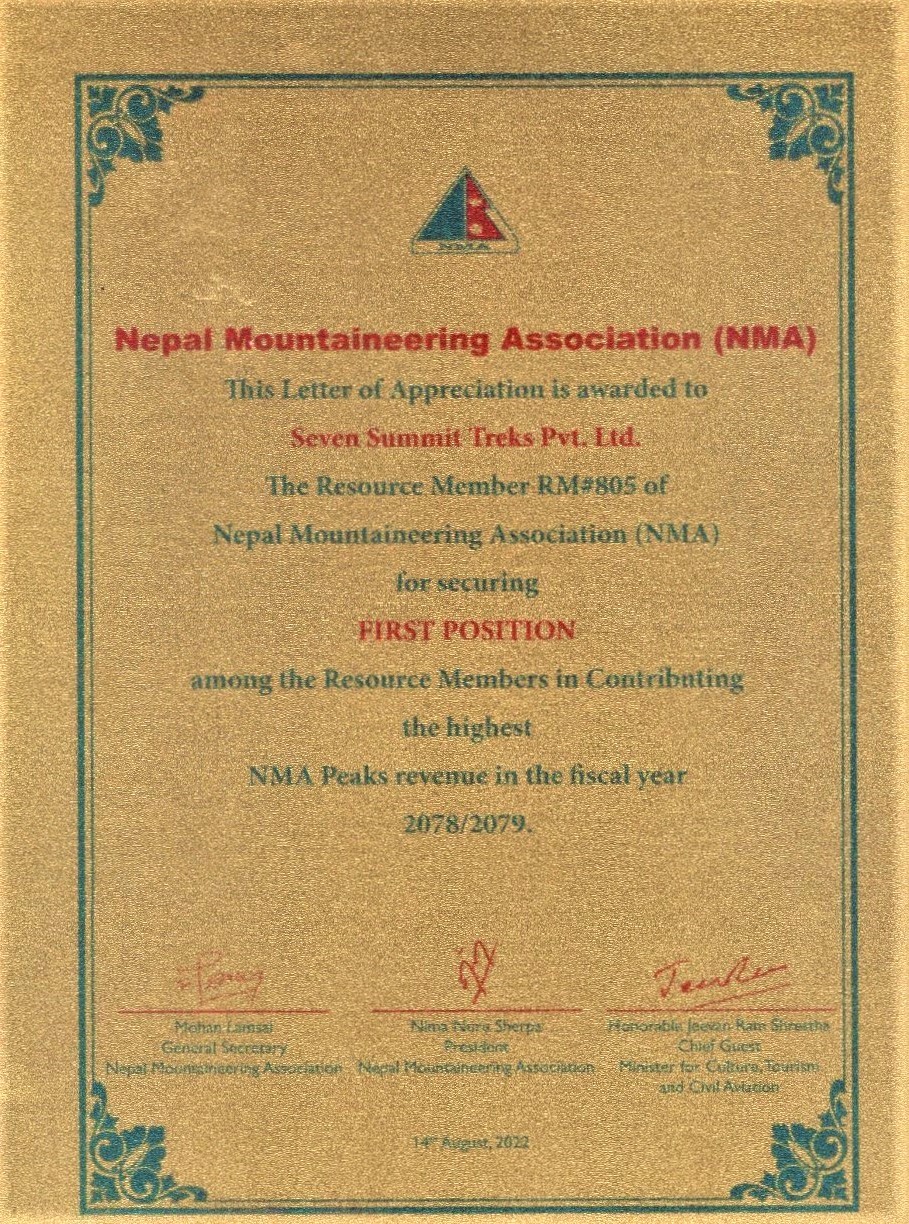 NMA
Nepal Mountaineering Association (NMA)
This Letter of Appreciation is awarded to
Seven Summit Treks Pvt. Ltd.
The Resource Member RM#805 of
Nepal Mountaineering Association (NMA)
for securing
FIRST POSITION
among the Resource Members in Contributing
the highest
NMA Peaks revenue in the fiscal year
2078/2079.
Mohan Lamsal
General Secretary
Nepal Mountaineering Association
Nima Nuru Sherpa
President
Nepal Mountaineering Association
Honorable Jeevan Ram Shrestha
Chief Guest
Minister for Culture, Tourism
and Civil Aviation
14th August, 2022